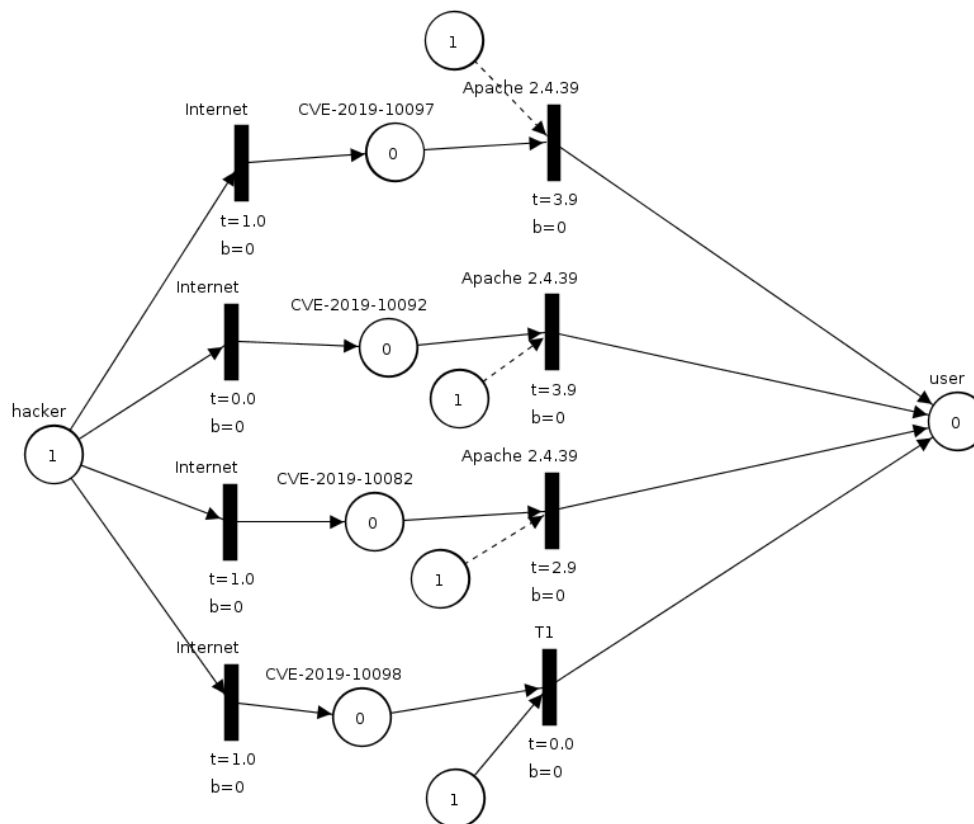 1
Apache 2.4.39
Internet
CVE-2019-10097
0
t=3.9
b=0
t=1.0
b=0
Internet
CVE-2019-10092
Apache 2.4.39
0
t=0.0
b=0
1
t=3.9
b=0
hacker
1
user
0
Internet
CVE-2019-10082
Apache 2.4.39
0
t=1.0
b=0
1
t=2.9
b=0
Internet
CVE-2019-10098
T1
0
t=1.0
b=0
t=0.0
b=0
1